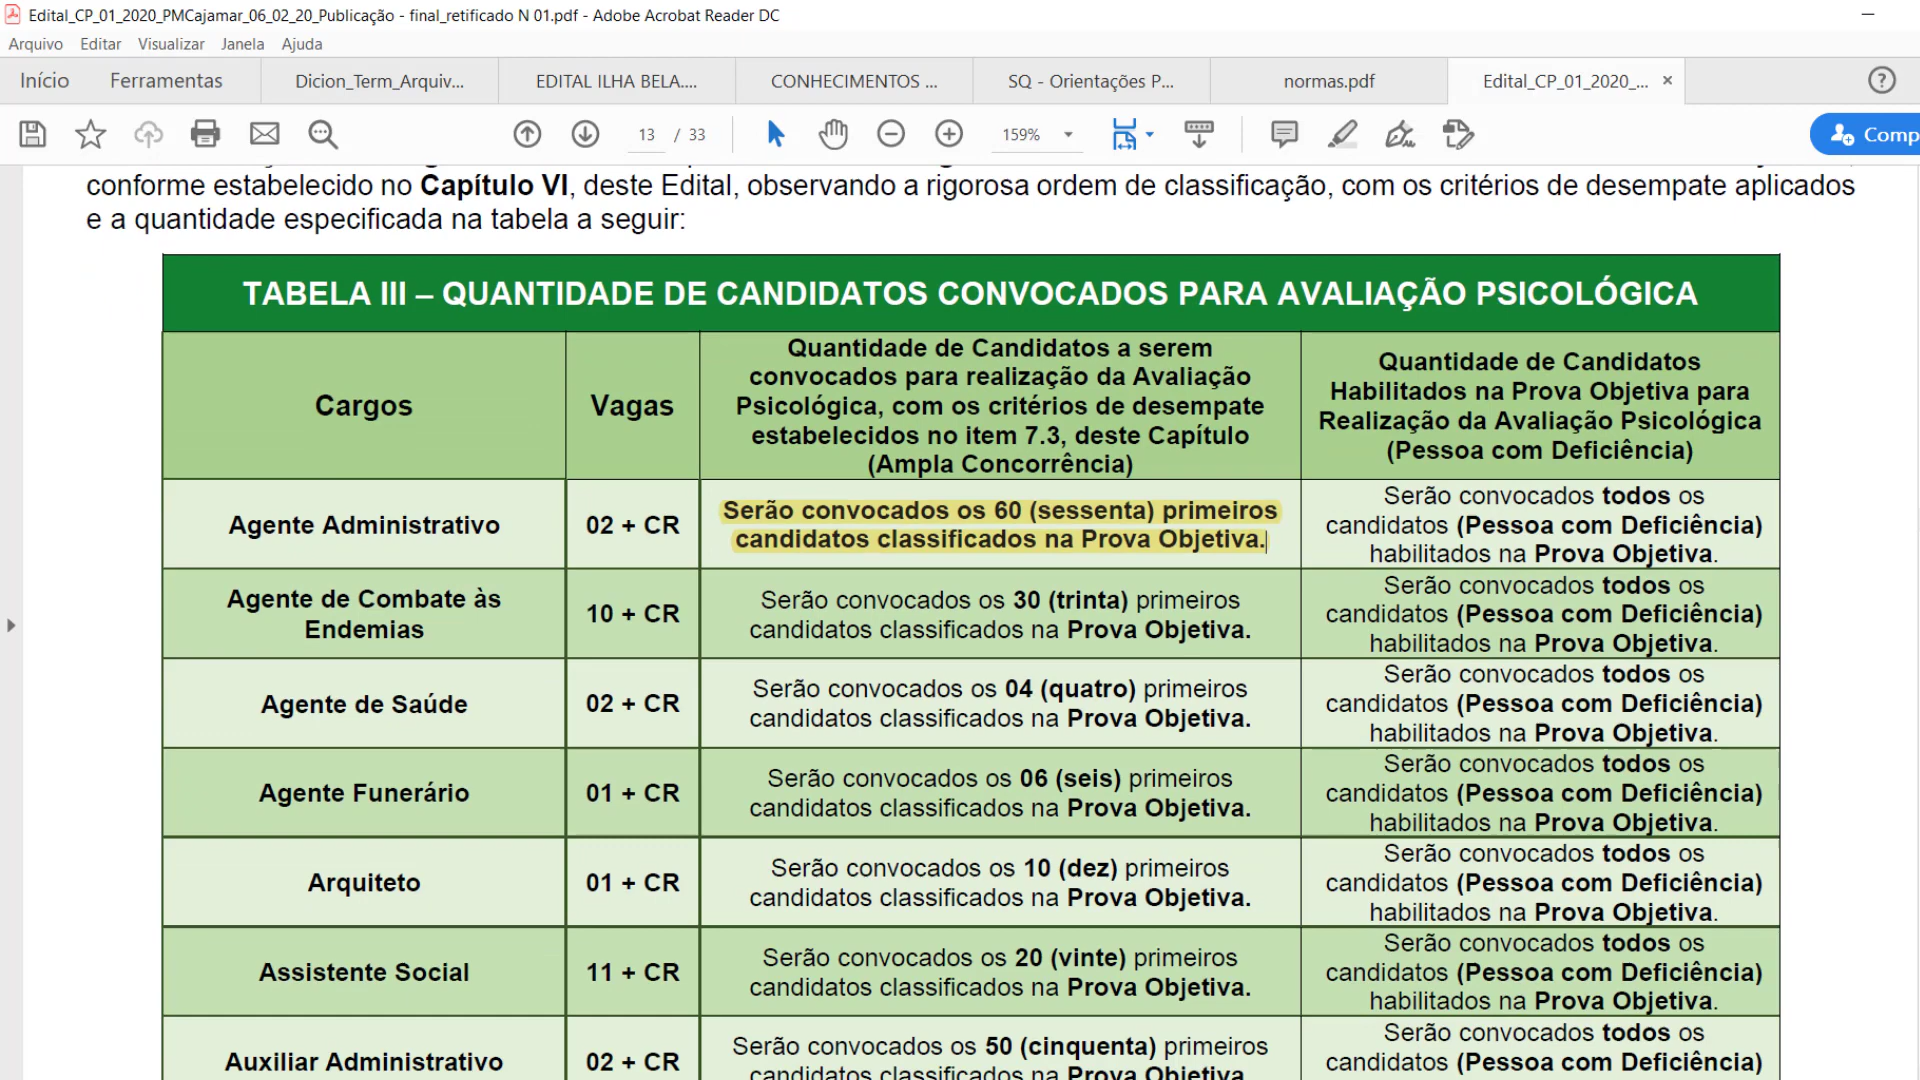 Edital_CP_01_2020_PMCajamar_06_02_20_Publicação - final_retificado N 01.pdf - Adobe Acrobat Reader DC
Arquivo Editar Visualizar Janela Ajuda
Início Ferramentas Dicion_Term_Arquiv... EDITAL ILHA BELA.... CONHECIMENTOS ... SQ - Orientações P... normas.pdf Edital_CP_01_2020_...
13 / 33 159% Comp
conforme estabelecido no Capítulo VI, deste Edital, observando a rigorosa ordem de classificação, com os critérios de desempate aplicados
e a quantidade especificada na tabela a seguir:
TABELA III – QUANTIDADE DE CANDIDATOS CONVOCADOS PARA AVALIAÇÃO PSICOLÓGICA
Cargos
Vagas
Quantidade de Candidatos a serem
convocados para realização da Avaliação
Psicológica, com os critérios de desempate
estabelecidos no item 7.3, deste Capítulo
(Ampla Concorrência)
Quantidade de Candidatos
Habilitados na Prova Objetiva para
Realização da Avaliação Psicológica
(Pessoa com Deficiência)
Agente Administrativo
02 + CR
Serão convocados os 60 (sessenta) primeiros
candidatos classificados na Prova Objetiva.
Serão convocados todos os
candidatos (Pessoa com Deficiência)
habilitados na Prova Objetiva.
Agente de Combate às
Endemias
10 + CR
Serão convocados os 30 (trinta) primeiros
candidatos classificados na Prova Objetiva.
Serão convocados todos os
candidatos (Pessoa com Deficiência)
habilitados na Prova Objetiva.
Agente de Saúde
02 + CR
Serão convocados os 04 (quatro) primeiros
candidatos classificados na Prova Objetiva.
Serão convocados todos os
candidatos (Pessoa com Deficiência)
habilitados na Prova Objetiva.
Agente Funerário
01 + CR
Serão convocados os 06 (seis) primeiros
candidatos classificados na Prova Objetiva.
Serão convocados todos os
candidatos (Pessoa com Deficiência)
habilitados na Prova Objetiva.
Arquiteto
01 + CR
Serão convocados os 10 (dez) primeiros
candidatos classificados na Prova Objetiva.
Serão convocados todos os
candidatos (Pessoa com Deficiência)
habilitados na Prova Objetiva.
Assistente Social
11 + CR
Serão convocados os 20 (vinte) primeiros
candidatos classificados na Prova Objetiva.
Serão convocados todos os
candidatos (Pessoa com Deficiência)
habilitados na Prova Objetiva.
Auxiliar Administrativo
02 + CR
Serão convocados os 50 (cinquenta) primeiros
candidatos classificados na Prova Objetiva.
Serão convocados todos os
candidatos (Pessoa com Deficiência)